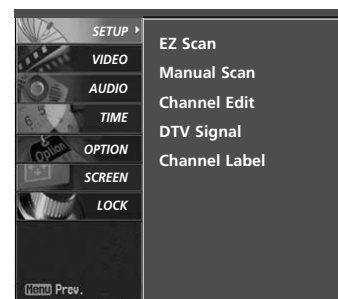 SETUP
VIDEO
AUDIO
TIME
OPTION
SCREEN
LOCK
Menu Prev.
EZ Scan
Manual Scan
Channel Edit
DTV Signal
Channel Label